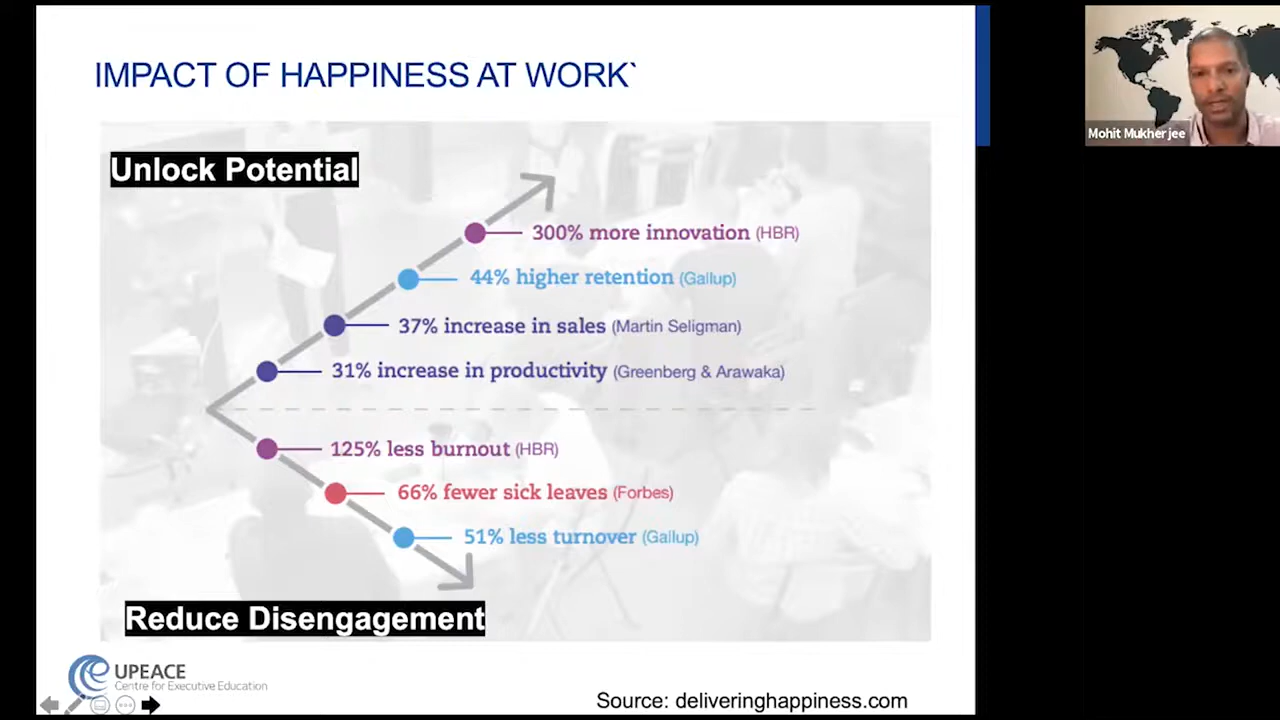 IMPACT OF HAPPINESS AT WORK`
Unlock Potential
300% more innovation (HBR)
44% higher retention (Gallup)
37% increase in sales (Martin Seligman)
31% increase in productivity (Greenberg & Arawaka)
125% less burnout (HBR)
66% fewer sick leaves (Forbes)
51% less turnover (Gallup)
Reduce Disengagement
UPEACE
Centre for Executive Education
Source: deliveringhappiness.com
Mohit Mukherjee